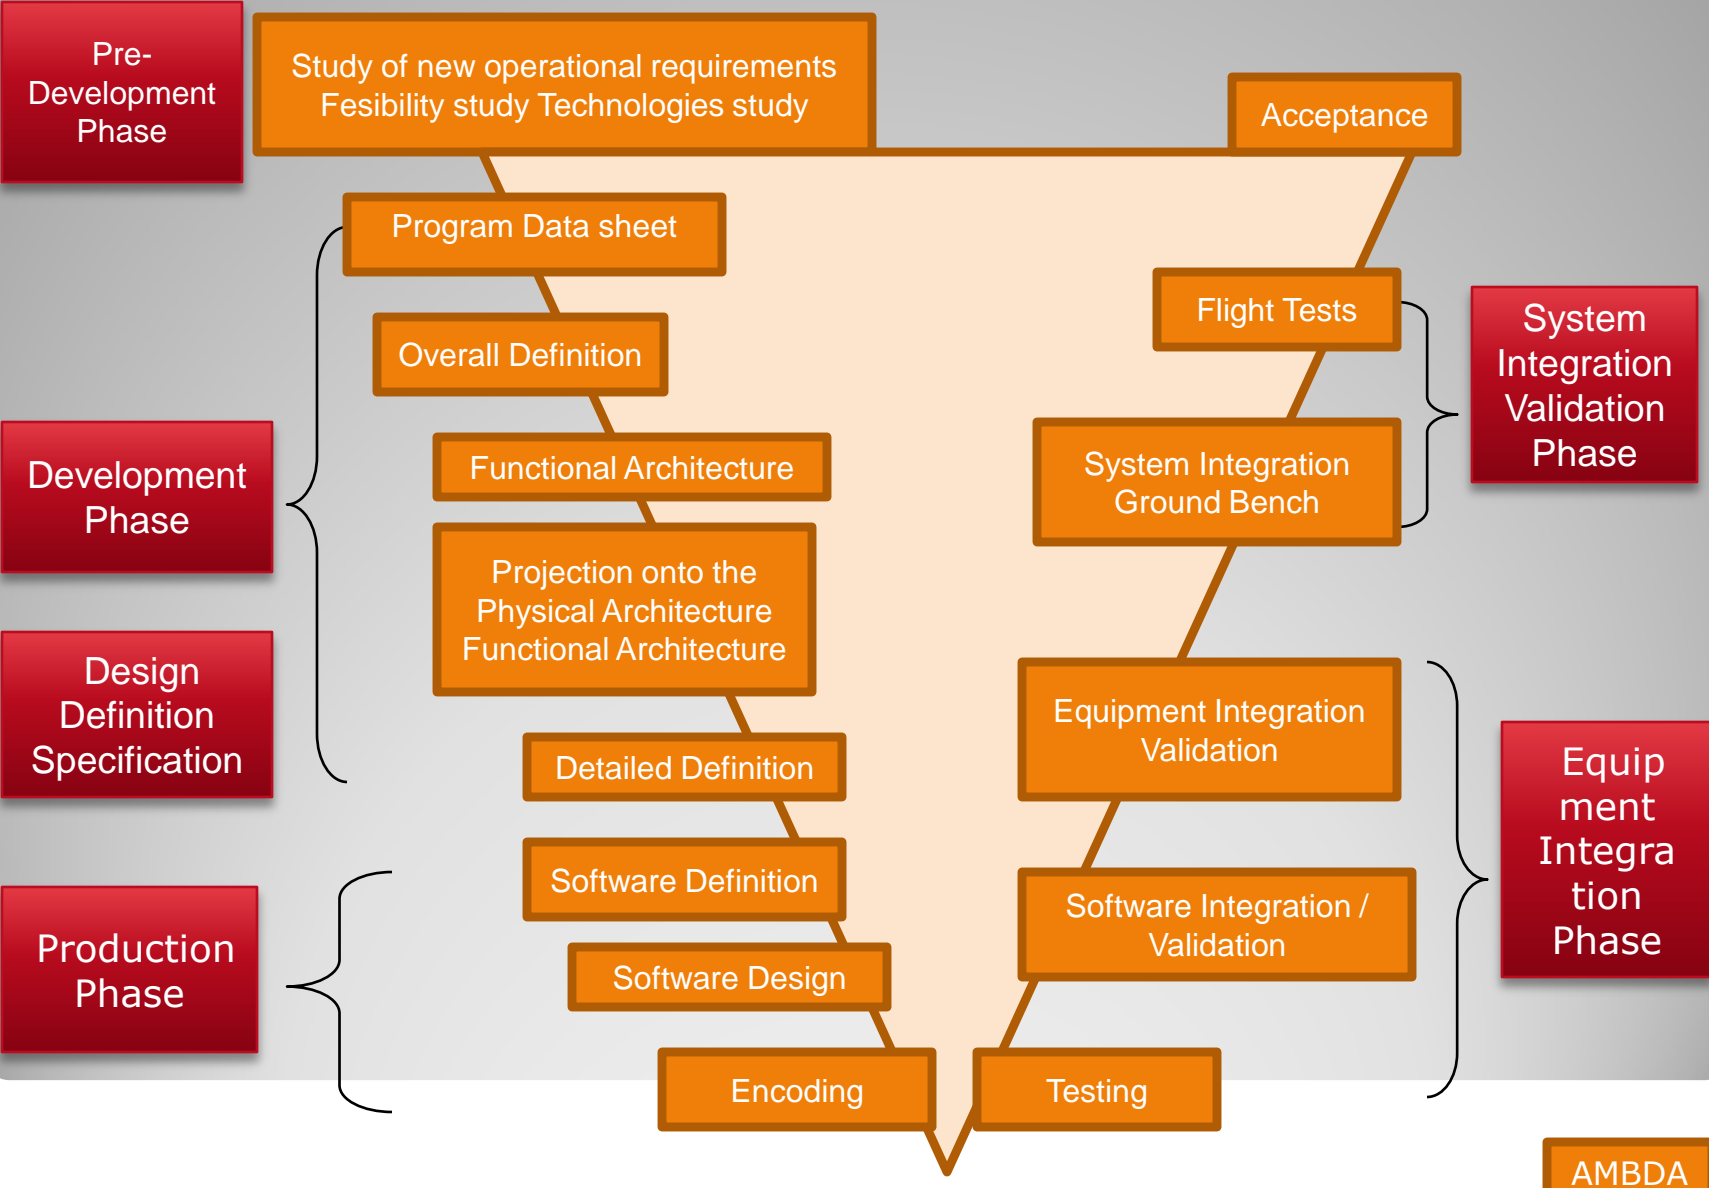 Pre-
Development
Phase
Study of new operational requirements
Fesibility study Technologies study
Acceptance
Program Data sheet
Flight Tests
System
Integration
Validation
Phase
Overall Definition
Development
Phase
Functional Architecture
System Integration
Ground Bench
Projection onto the
Physical Architecture
Functional Architecture
Design
Definition
Specification
Equipment Integration
Validation
Detailed Definition
Equip
ment
Integra
tion
Phase
Software Definition
Software Integration /
Validation
Production
Phase
Software Design
Encoding
Testing
AMBDA